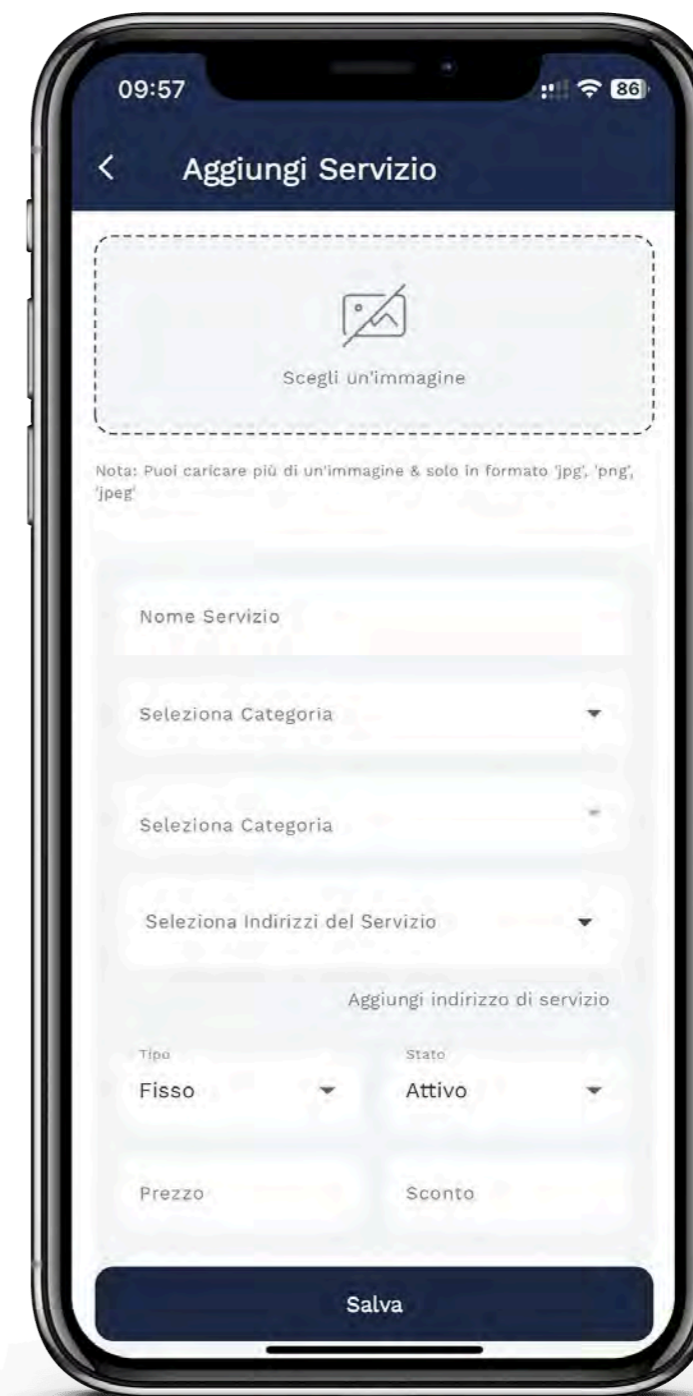 09:57
86
Aggiungi Servizio
Scegli un'immagine
Nota: Puoi caricare più di un'immagine & solo in formato 'jpg', 'png',
'jpeg'
Nome Servizio
Seleziona Categoria
Seleziona Categoria
Seleziona Indirizzi del Servizio
Aggiungi indirizzo di servizio
Tipo Stato
Fisso Attivo
Prezzo Sconto
Salva